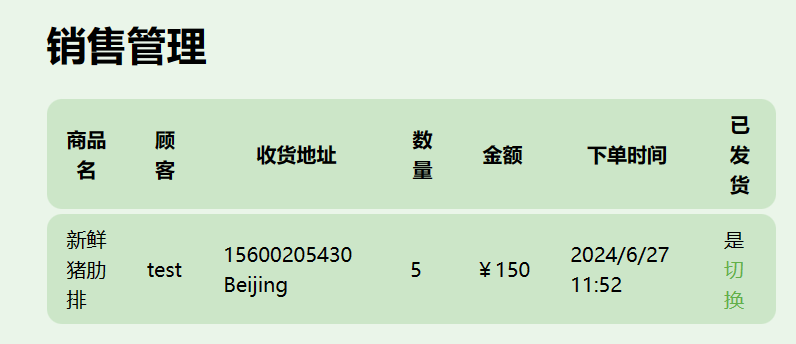 销售管理
商品名 顾客 收货地址 数量 金额 下单时间 已发货
新鲜猪肋排 test 15600205430 Beijing 5 ¥150 2024/6/27 11:52 是 切换